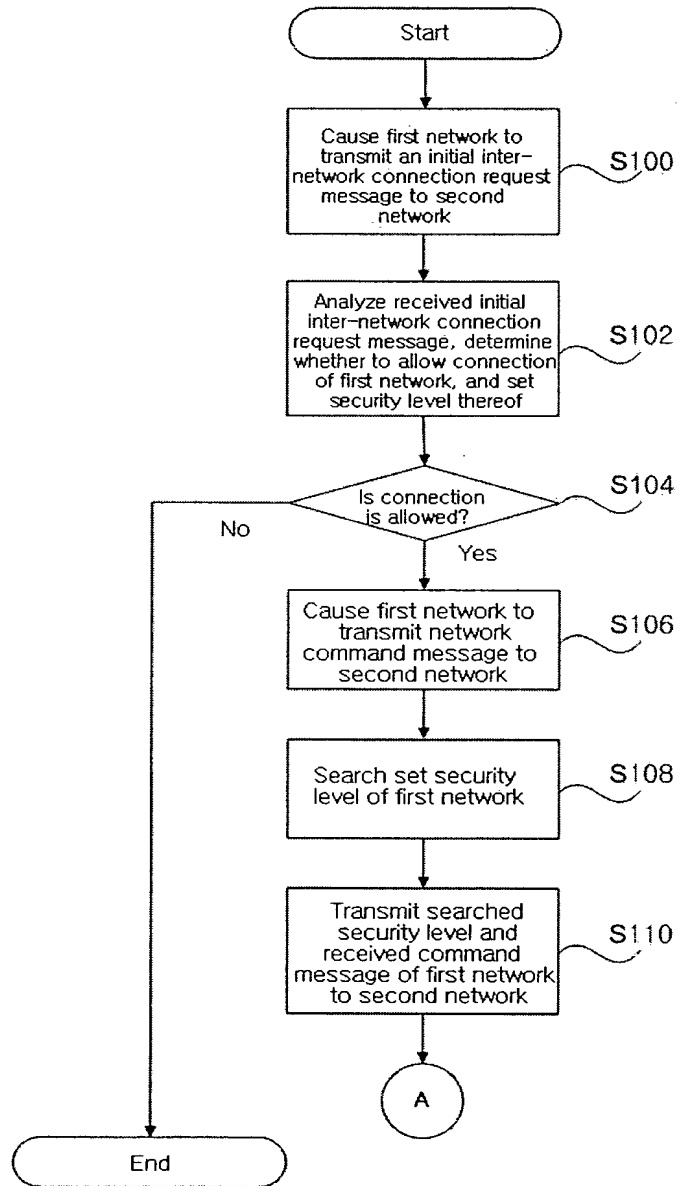 Start
Cause first network to
transmit an initial inter-
network connection request
message to second
network
S100
Analyze received initial
inter-network connection
request message, determine
whether to allow connection
of first network, and set
security level thereof
S102
Is connection
is allowed?
S104
No
Yes
Cause first network to
transmit network
command message to
second network
S106
Search set security
level of first network
S108
Transmit searched
security level and
received command
message of first network
to second network
S110
A
End